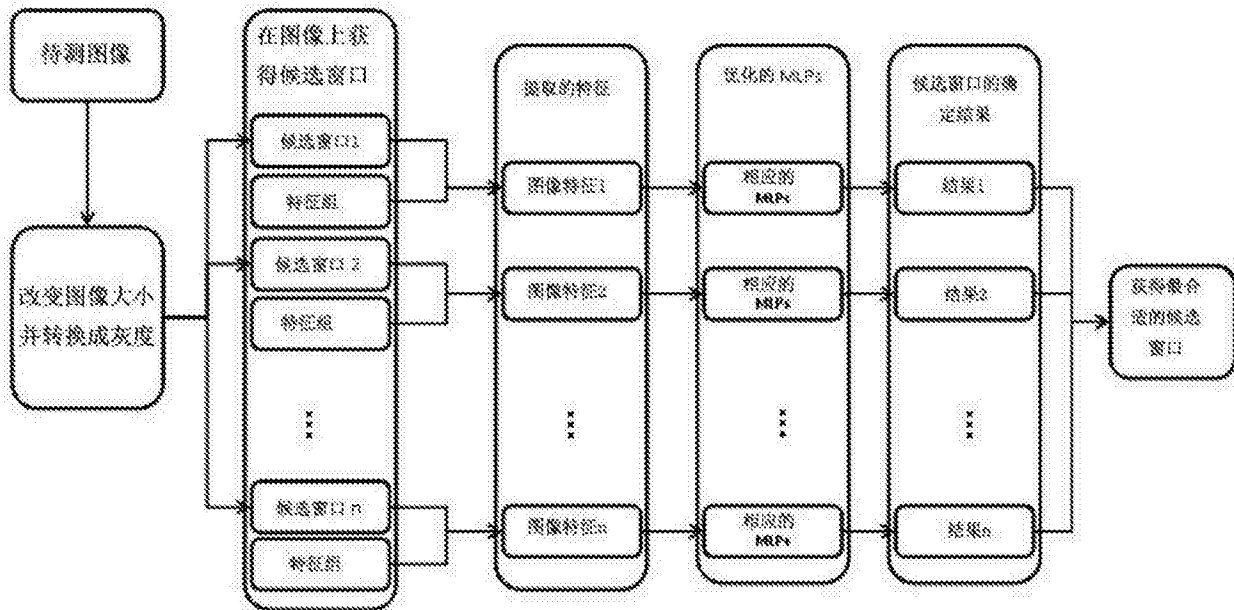 待测图像
改变图像大小
并转换成灰度
在图像上获
得候选窗口
候选窗口1
特征组
候选窗口 2
特征组
候选窗口 n
特征组
提取的特征
图像特征1
图像特征2
图像特征n
优化的 MLPs
相应的
MLPs
相应的
MLPs
相应的
MLPs
候选窗口的确
定结果
结果1
结果2
结果n
获得最合
适的候选
窗口